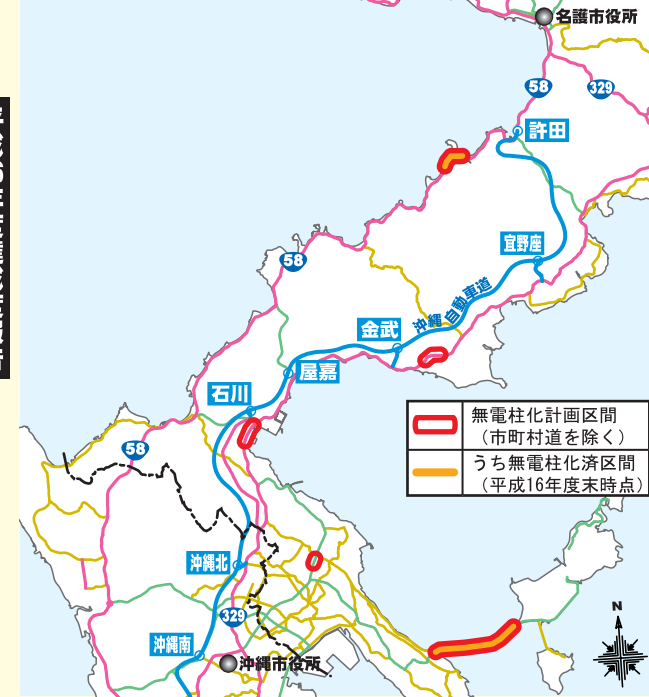 名護市役所
58
329
許田
宜野座
58
沖縄自動車道
金武
屋嘉
石川
無電柱化計画区間
（市町村道を除く）
うち無電柱化済区間
（平成16年度末時点）
58
沖縄北
N
329
沖縄南
沖縄市役所